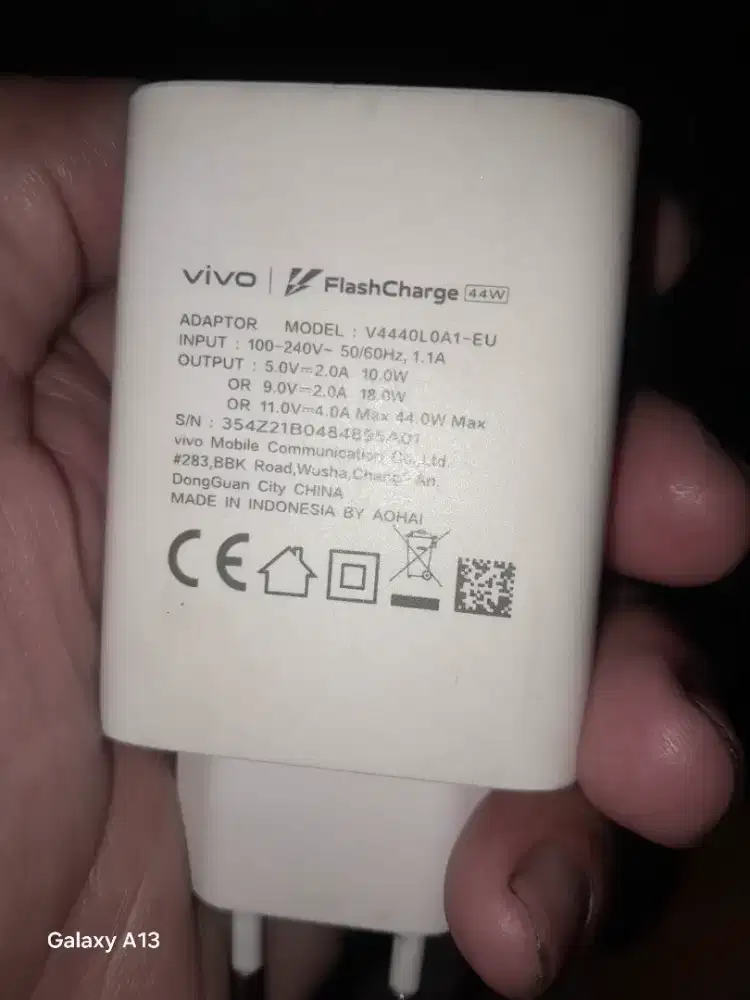 vivo | FlashCharge 44W
ADAPTOR MODEL : V4440L0A1-EU
INPUT : 100-240V~ 50/60Hz, 1.1A
OUTPUT : 5.0V⎓2.0A 10.0W
OR 9.0V⎓2.0A 18.0W
OR 11.0V⎓4.0A Max 44.0W Max
S/N : 354Z21B0484895A01
vivo Mobile Communication Co.,Ltd.
#283,BBK Road,Wusha,Chang' An,
DongGuan City CHINA
MADE IN INDONESIA BY AOHAI
CE
Galaxy A13